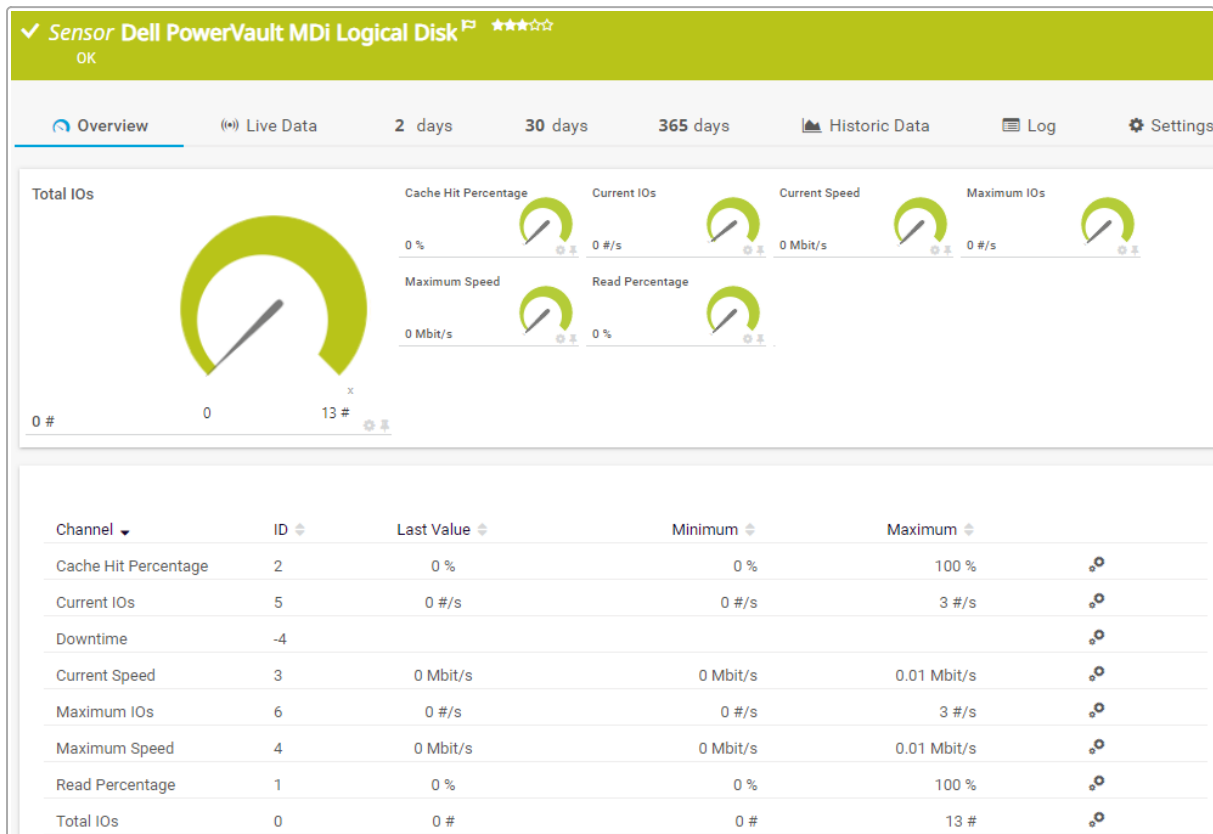 Sensor Dell PowerVault MDi Logical Disk
OK
Overview Live Data 2 days 30 days 365 days Historic Data Log Settings
Total IOs
0 #
0
13 #
x
Cache Hit Percentage
0 %
Current IOs
0 #/s
Current Speed
0 Mbit/s
Maximum IOs
0 #/s
Maximum Speed
0 Mbit/s
Read Percentage
0 %
Channel ID Last Value Minimum Maximum
Cache Hit Percentage 2 0 % 0 % 100 %
Current IOs 5 0 #/s 0 #/s 3 #/s
Downtime -4
Current Speed 3 0 Mbit/s 0 Mbit/s 0.01 Mbit/s
Maximum IOs 6 0 #/s 0 #/s 3 #/s
Maximum Speed 4 0 Mbit/s 0 Mbit/s 0.01 Mbit/s
Read Percentage 1 0 % 0 % 100 %
Total IOs 0 0 # 0 # 13 #